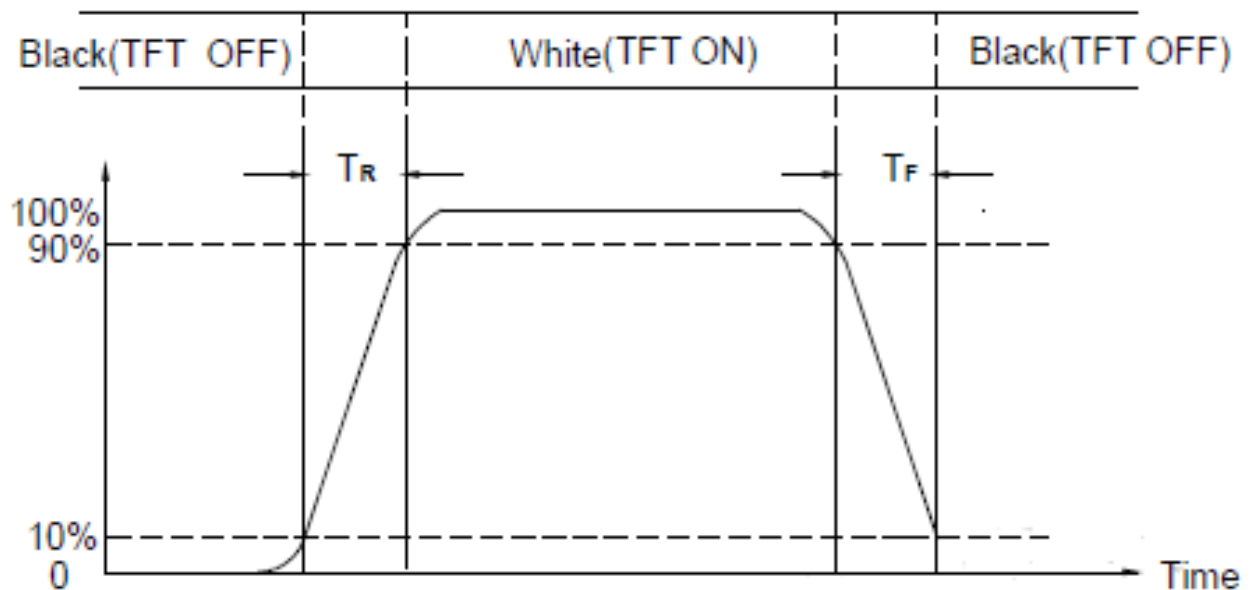 Black(TFT OFF)
White(TFT ON)
Black(TFT OFF)
TR
TF
100%
90%
10%
0
Time